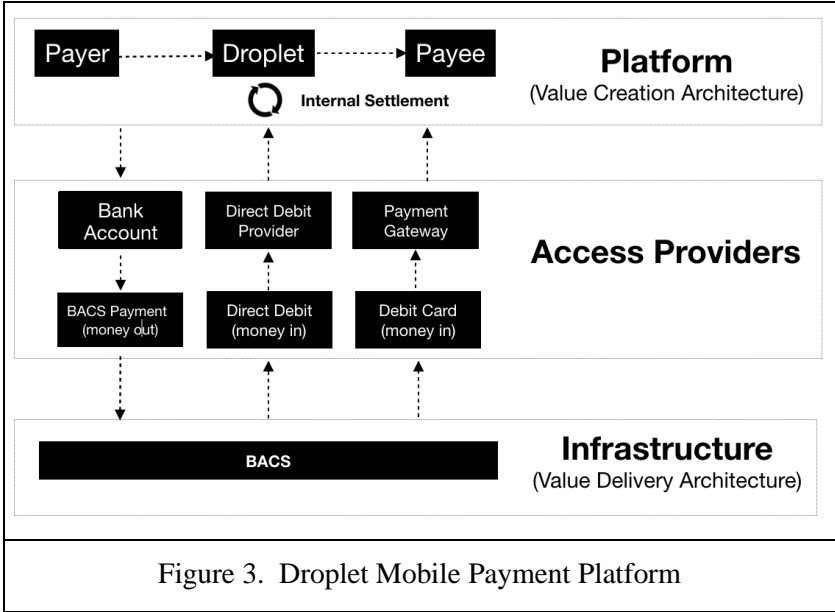 Payer
Droplet
Payee
Platform
(Value Creation Architecture)
Internal Settlement
Bank
Account
Direct Debit
Provider
Payment
Gateway
Access Providers
BACS Payment
(money out)
Direct Debit
(money in)
Debit Card
(money in)
Infrastructure
(Value Delivery Architecture)
BACS
Figure 3. Droplet Mobile Payment Platform